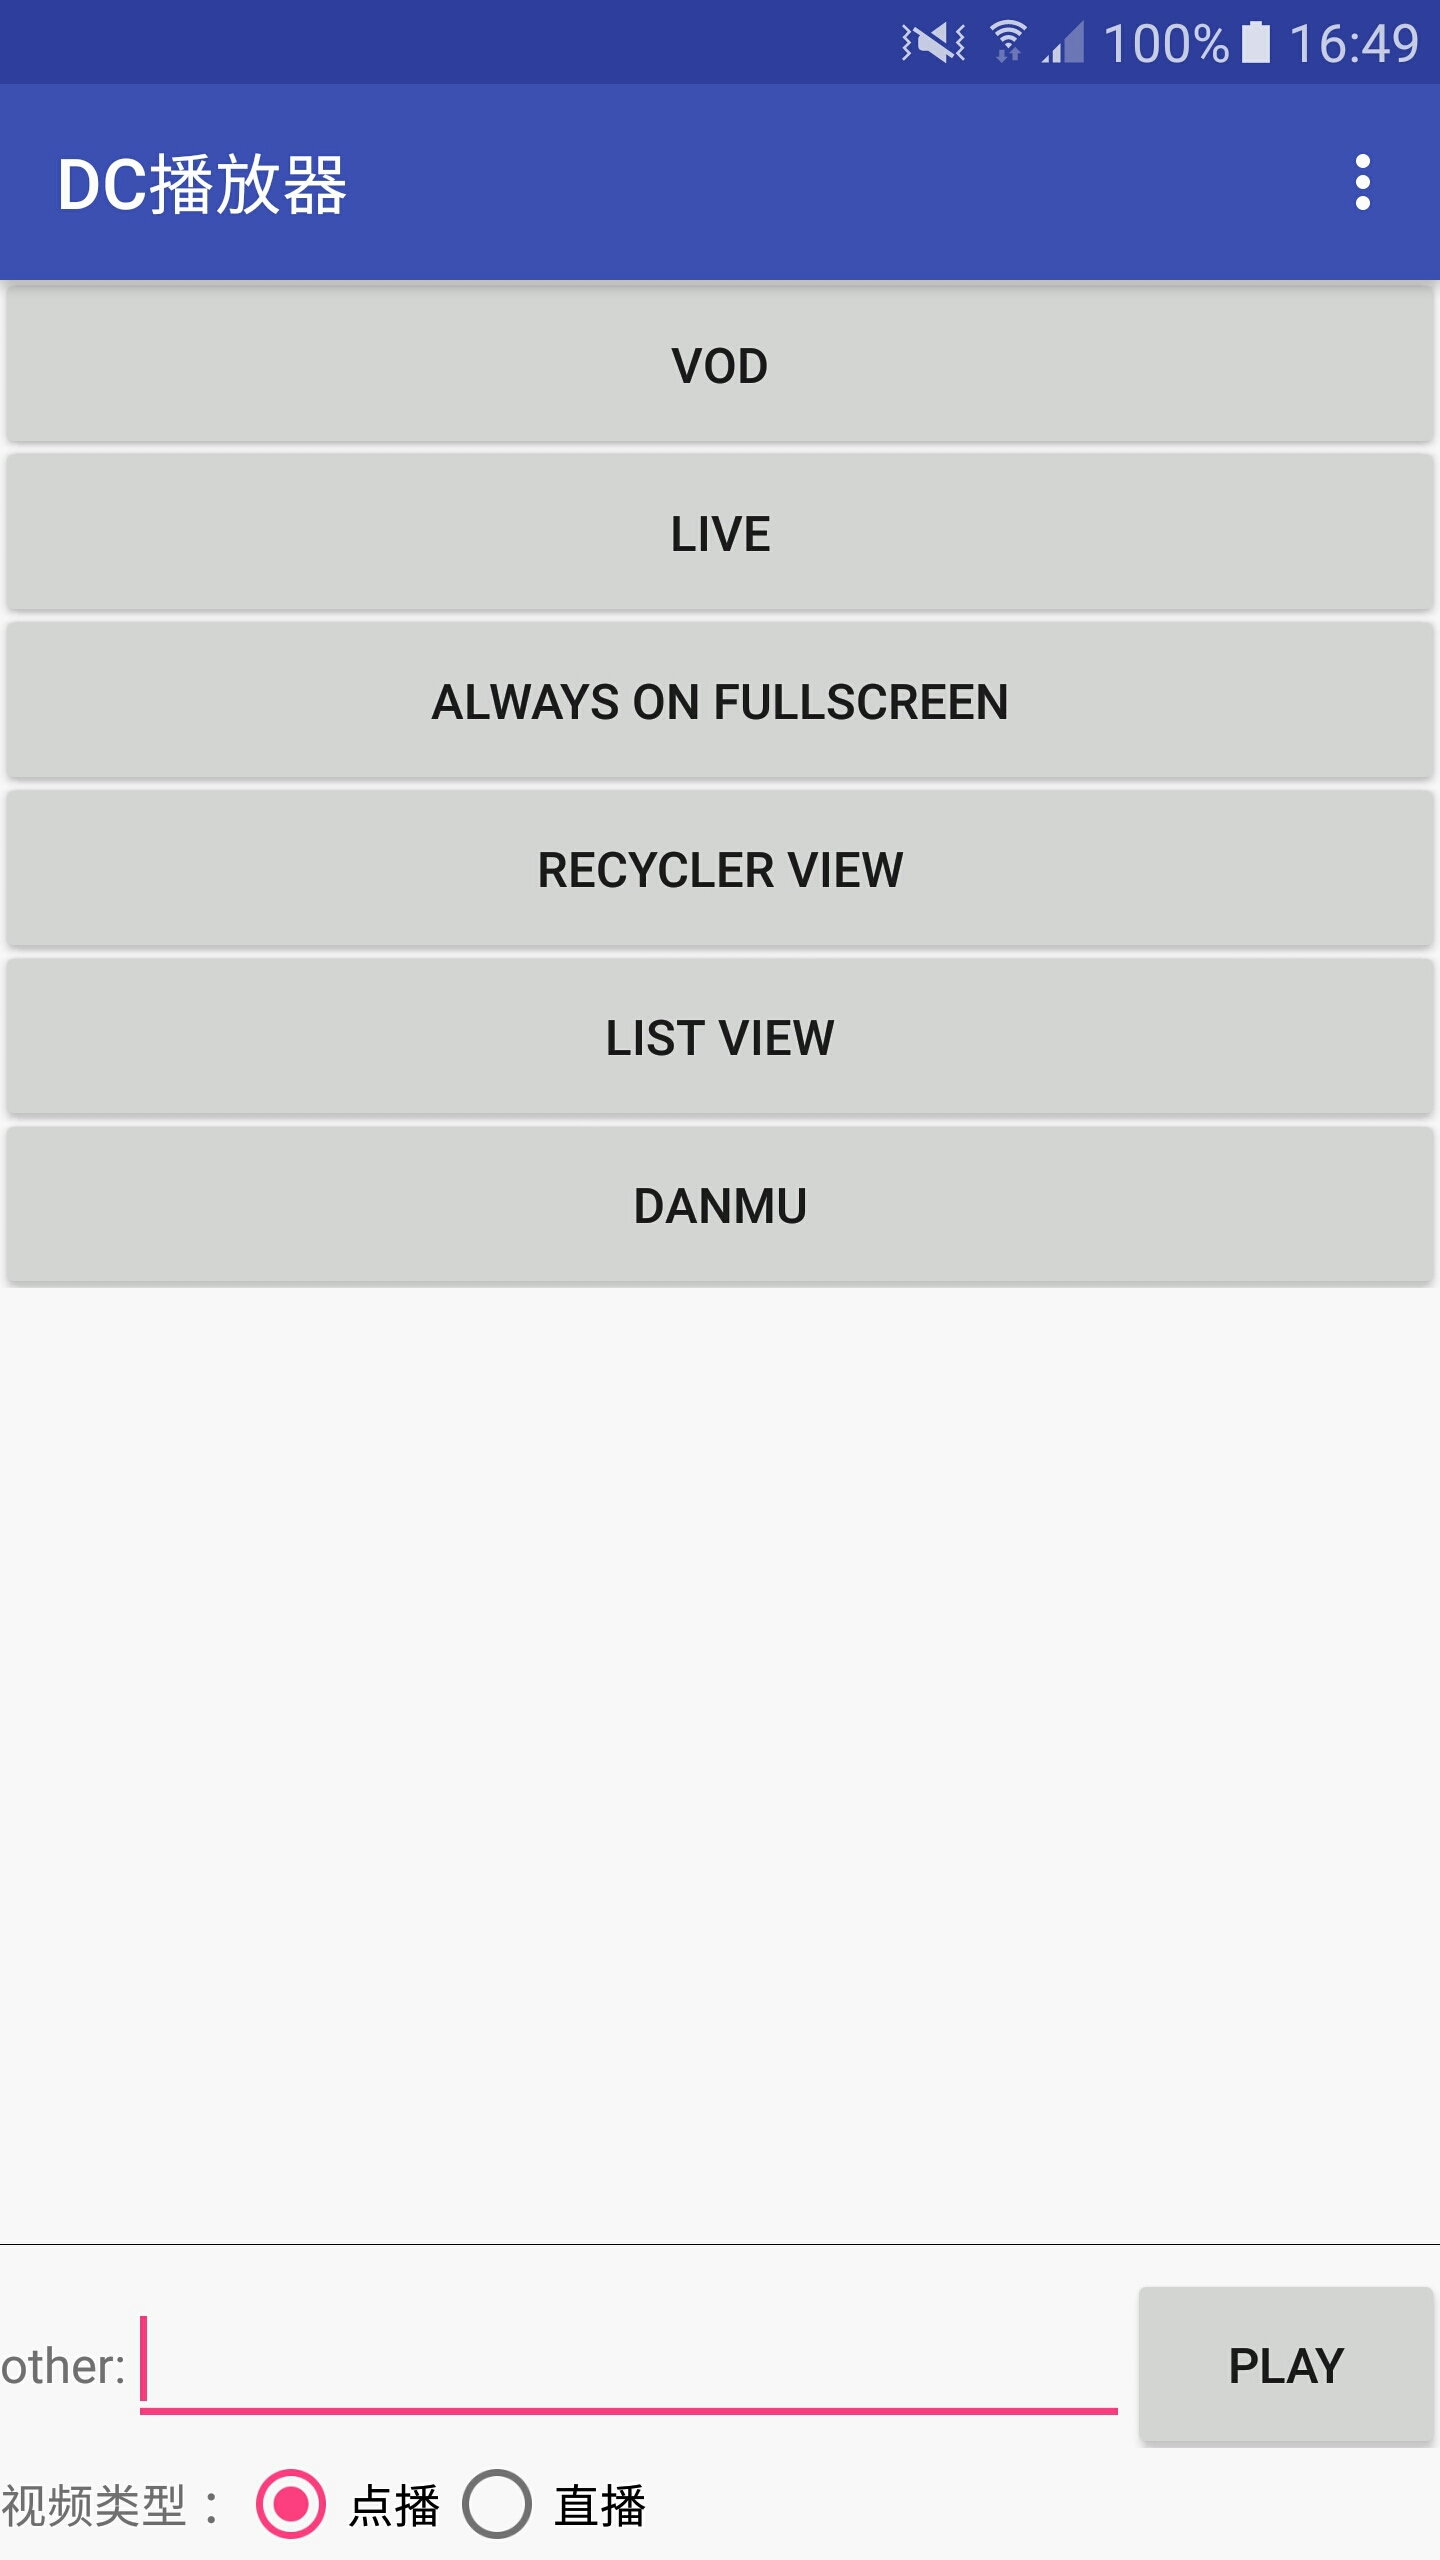 100% 16:49
DC播放器
VOD
LIVE
ALWAYS ON FULLSCREEN
RECYCLER VIEW
LIST VIEW
DANMU
other: PLAY
视频类型： 点播 直播